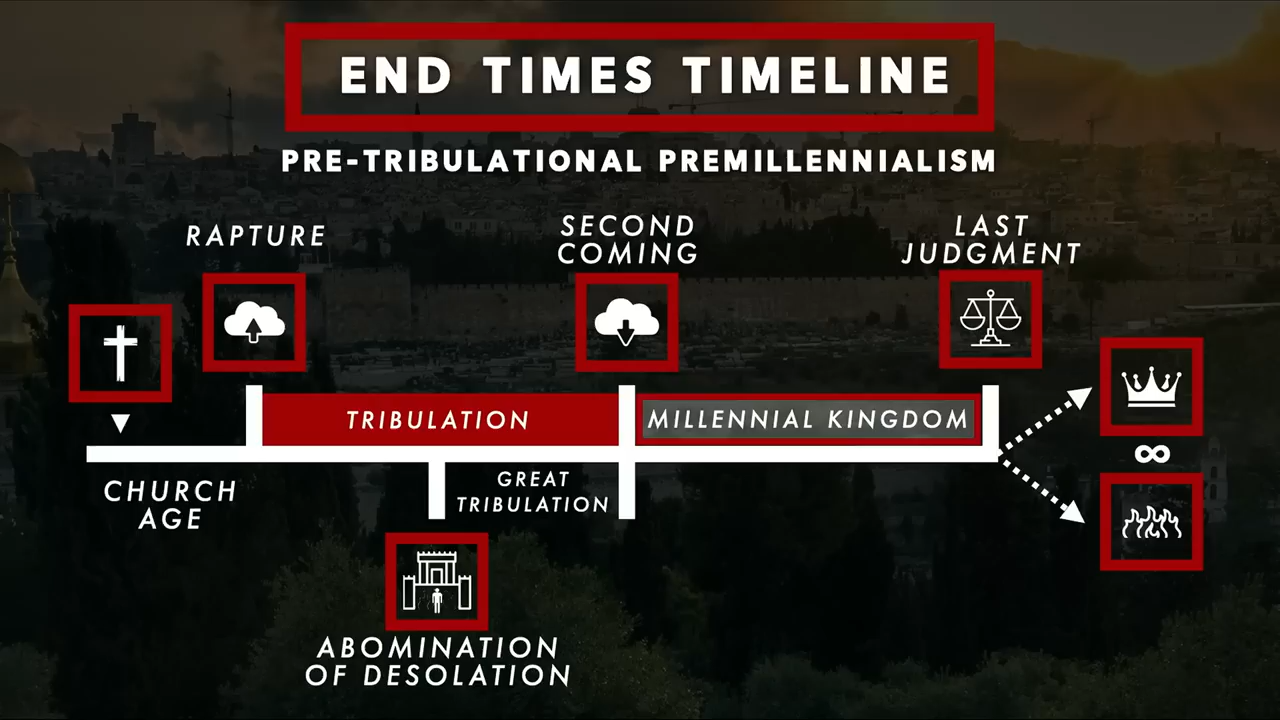 END TIMES TIMELINE
PRE-TRIBULATIONAL PREMILLENNIALISM
RAPTURE
SECOND
COMING
LAST
JUDGMENT
TRIBULATION
MILLENNIAL KINGDOM
∞
CHURCH
AGE
GREAT
TRIBULATION
ABOMINATION
OF DESOLATION